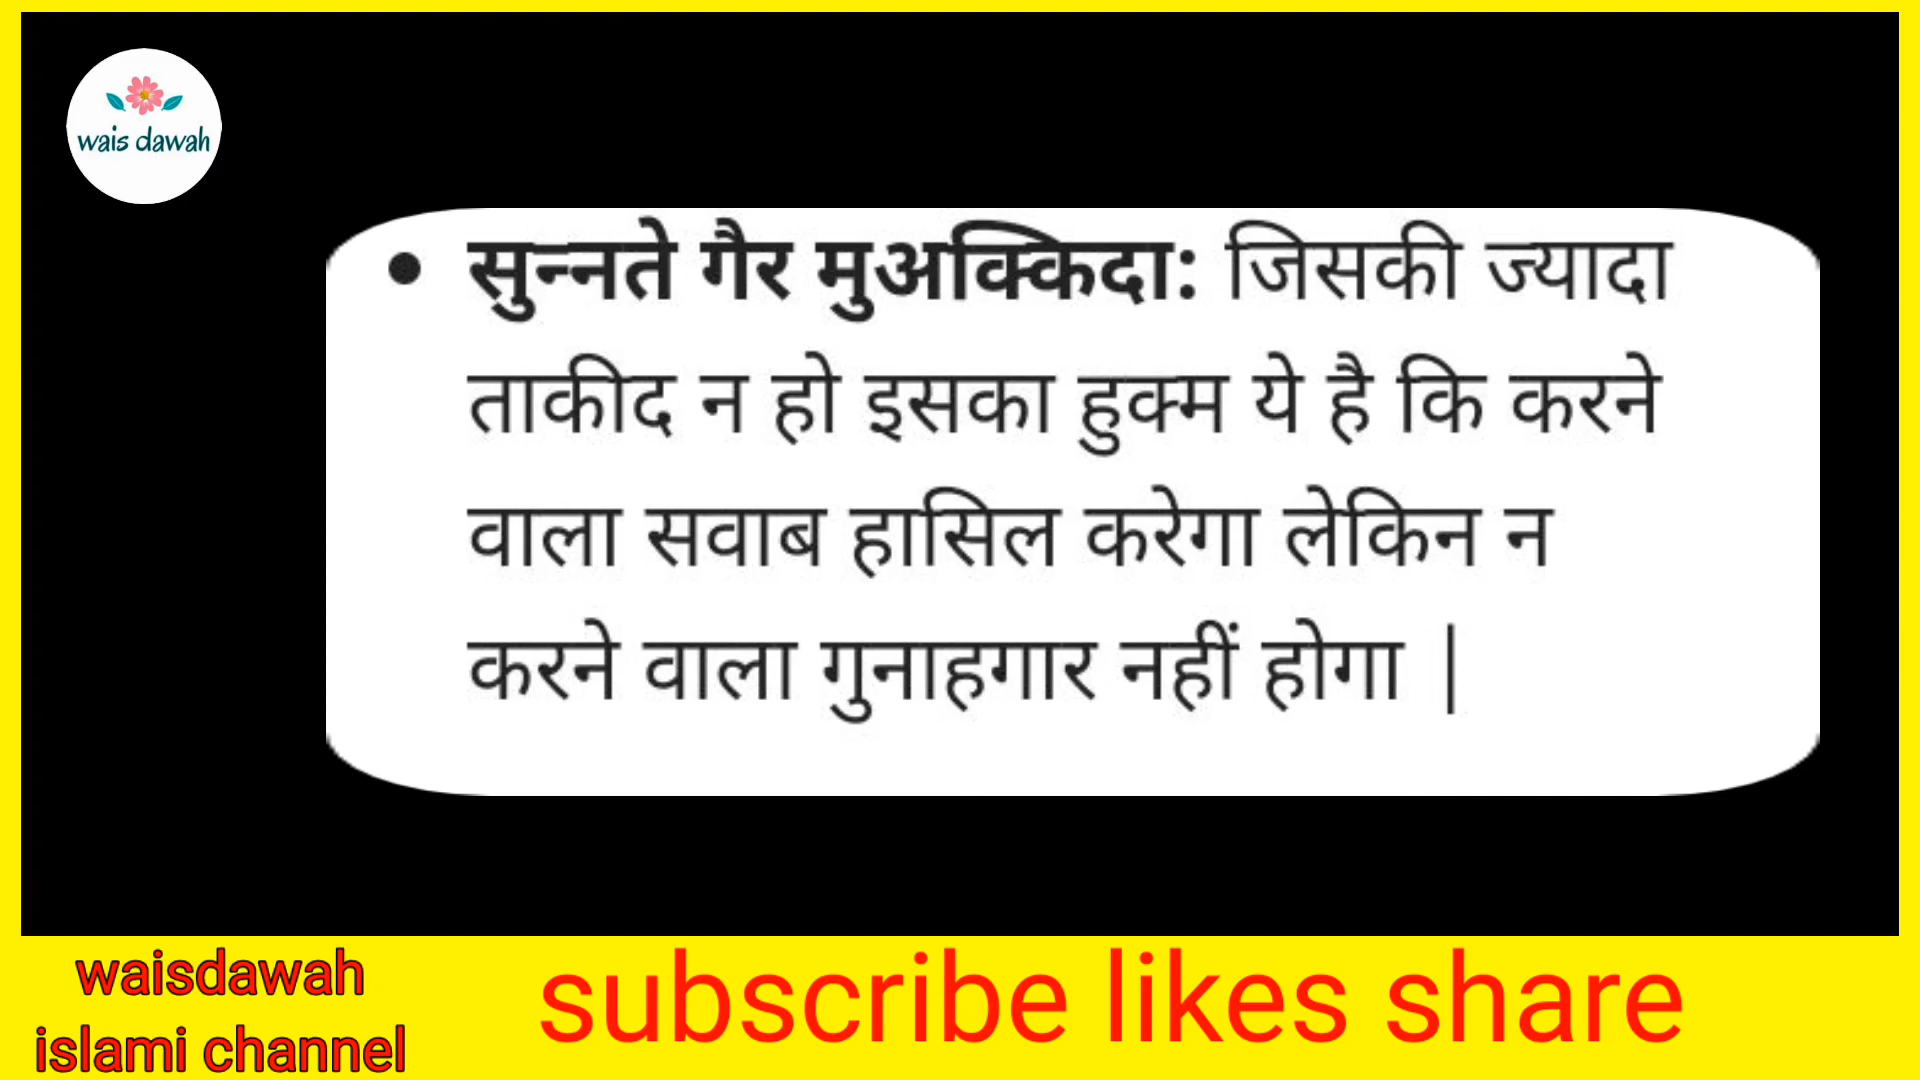 wais dawah
• सुन्नते गैर मुअक्किदा: जिसकी ज्यादा
ताकीद न हो इसका हुक्म ये है कि करने
वाला सवाब हासिल करेगा लेकिन न
करने वाला गुनाहगार नहीं होगा |
waisdawah
islami channel
subscribe likes share